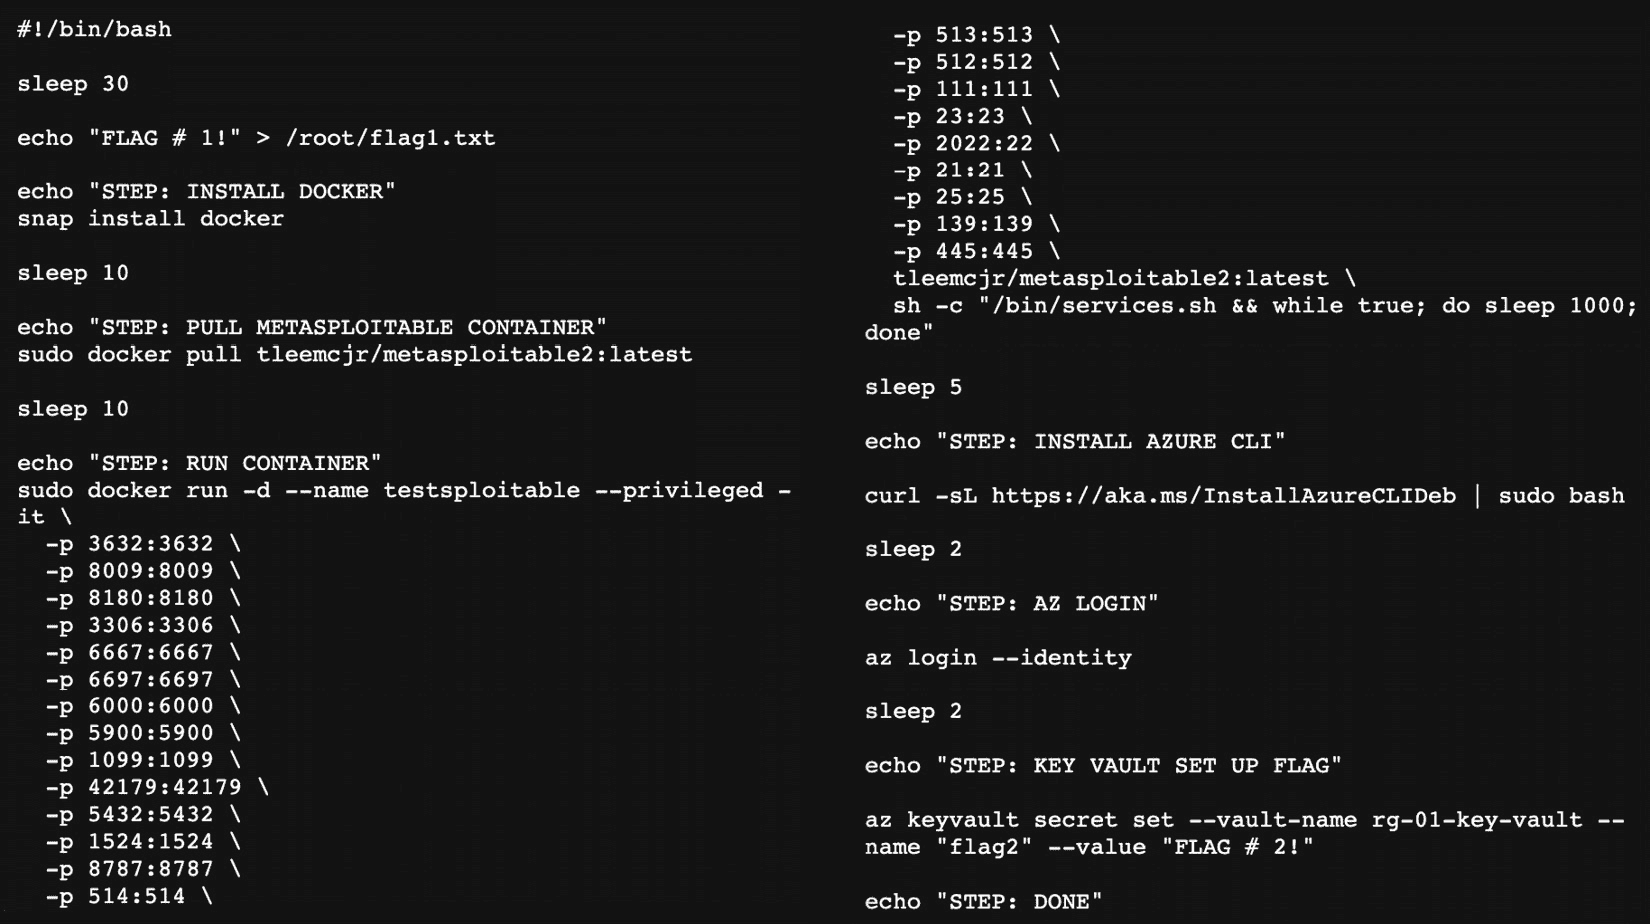 #!/bin/bash
sleep 30
echo "FLAG # 1!" > /root/flag1.txt
echo "STEP: INSTALL DOCKER"
snap install docker
sleep 10
echo "STEP: PULL METASPLOITABLE CONTAINER"
sudo docker pull tleemcjr/metasploitable2:latest
sleep 10
echo "STEP: RUN CONTAINER"
sudo docker run -d --name testsploitable --privileged -
it \
-p 3632:3632 \
-p 8009:8009 \
-p 8180:8180 \
-p 3306:3306 \
-p 6667:6667 \
-p 6697:6697 \
-p 6000:6000 \
-p 5900:5900 \
-p 1099:1099 \
-p 42179:42179 \
-p 5432:5432 \
-p 1524:1524 \
-p 8787:8787 \
-p 514:514 \
-p 513:513 \
-p 512:512 \
-p 111:111 \
-p 23:23 \
-p 2022:22 \
-p 21:21 \
-p 25:25 \
-p 139:139 \
-p 445:445 \
tleemcjr/metasploitable2:latest \
sh -c "/bin/services.sh && while true; do sleep 1000;
done"
sleep 5
echo "STEP: INSTALL AZURE CLI"
curl -sL https://aka.ms/InstallAzureCLIDeb | sudo bash
sleep 2
echo "STEP: AZ LOGIN"
az login --identity
sleep 2
echo "STEP: KEY VAULT SET UP FLAG"
az keyvault secret set --vault-name rg-01-key-vault --
name "flag2" --value "FLAG # 2!"
echo "STEP: DONE"